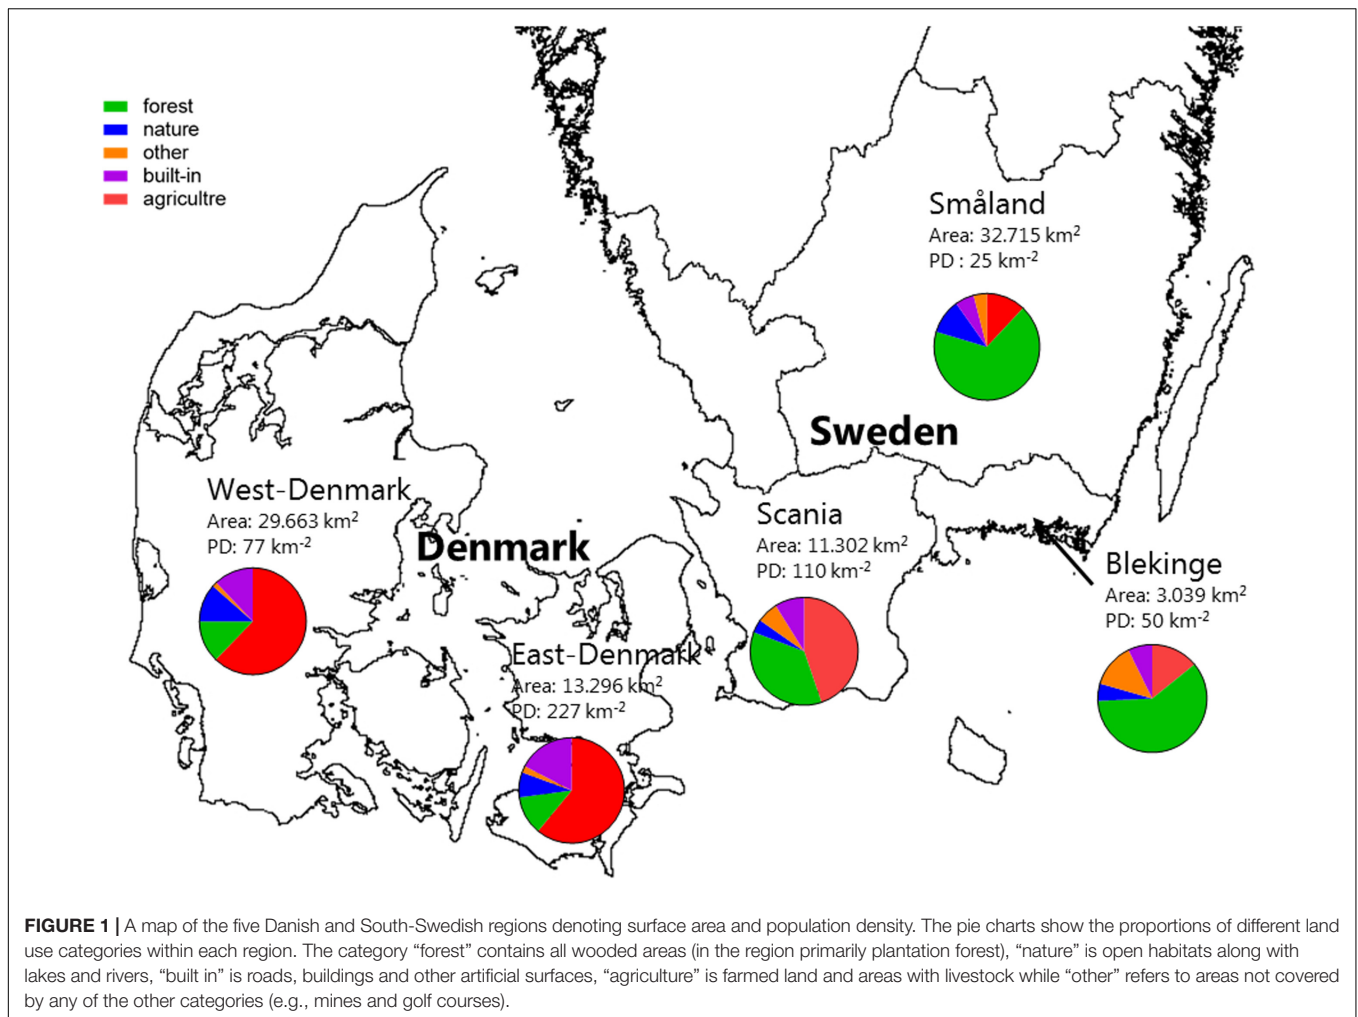 forest
nature
other
built-in
agricultre
Småland
Area: 32.715 km²
PD : 25 km⁻²
Sweden
West-Denmark
Area: 29.663 km²
PD: 77 km⁻²
Denmark
Scania
Area: 11.302 km²
PD: 110 km⁻²
Blekinge
Area: 3.039 km²
PD: 50 km⁻²
East-Denmark
Area: 13.296 km²
PD: 227 km⁻²
FIGURE 1 | A map of the five Danish and South-Swedish regions denoting surface area and population density. The pie charts show the proportions of different land
use categories within each region. The category “forest” contains all wooded areas (in the region primarily plantation forest), “nature” is open habitats along with
lakes and rivers, “built in” is roads, buildings and other artificial surfaces, “agriculture” is farmed land and areas with livestock while “other” refers to areas not covered
by any of the other categories (e.g., mines and golf courses).